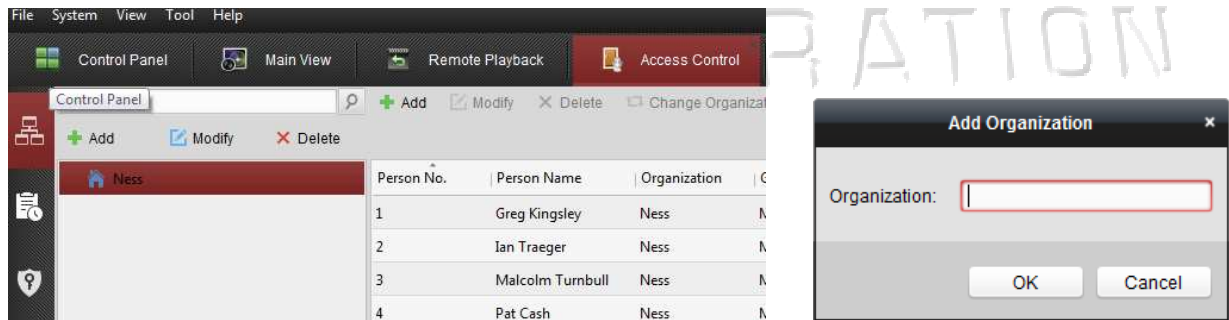 File System View Tool Help
Control Panel Main View Remote Playback Access Control
Control Panel
Add Modify Delete Change Organizat
Add Modify Delete
Ness
Person No. Person Name Organization
1 Greg Kingsley Ness
2 Ian Traeger Ness
3 Malcolm Turnbull Ness
4 Pat Cash Ness
RATION
Add Organization ×
Organization:
OK Cancel